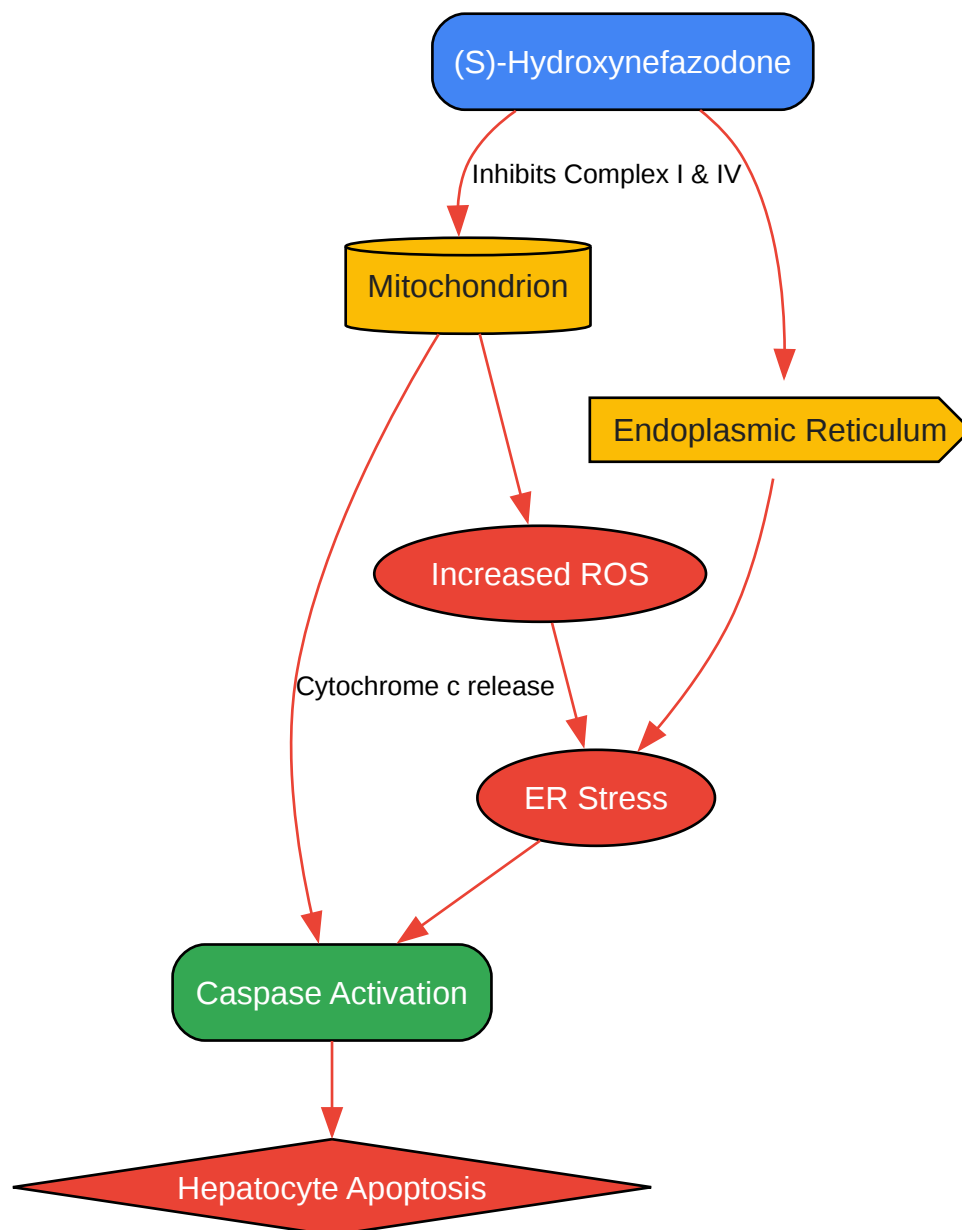 (S)-Hydroxynefazodone
Inhibits Complex I & IV
Mitochondrion
Endoplasmic Reticulum
Increased ROS
Cytochrome c release
ER Stress
Caspase Activation
Hepatocyte Apoptosis